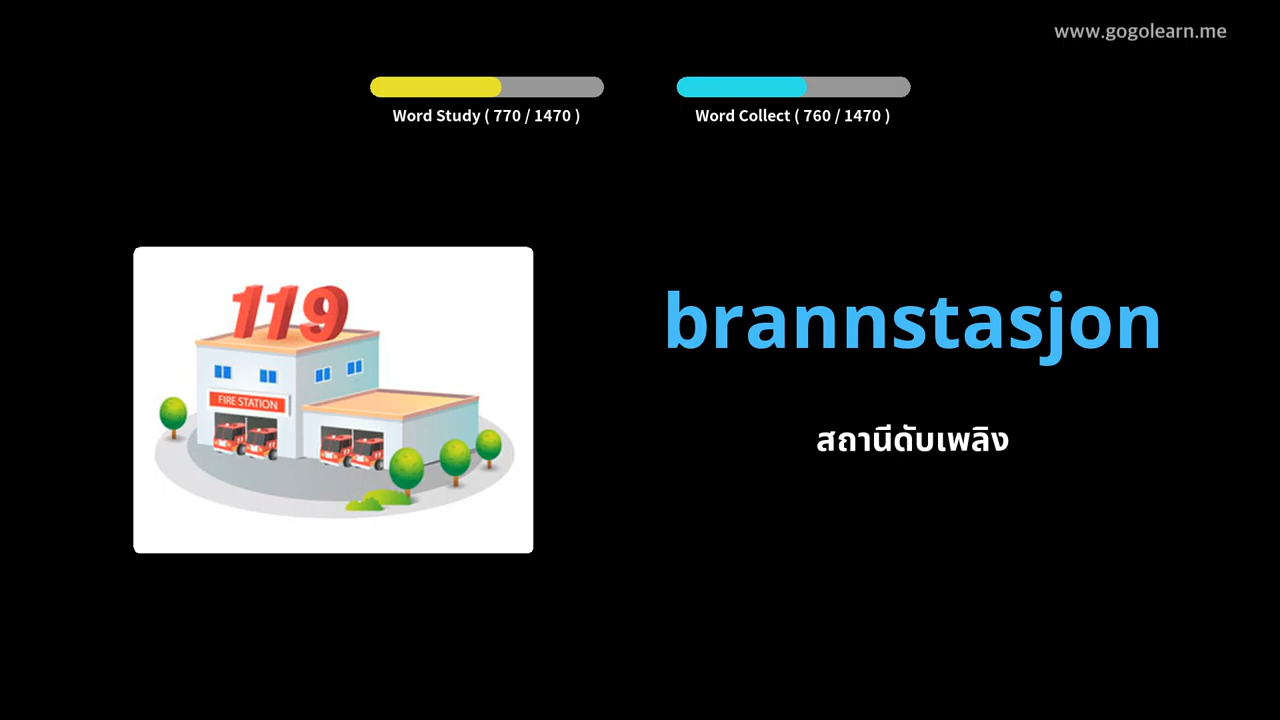 www.gogolearn.me
Word Study ( 770 / 1470 )
Word Collect ( 760 / 1470 )
119
FIRE STATION
brannstasjon
สถานีดับเพลิง